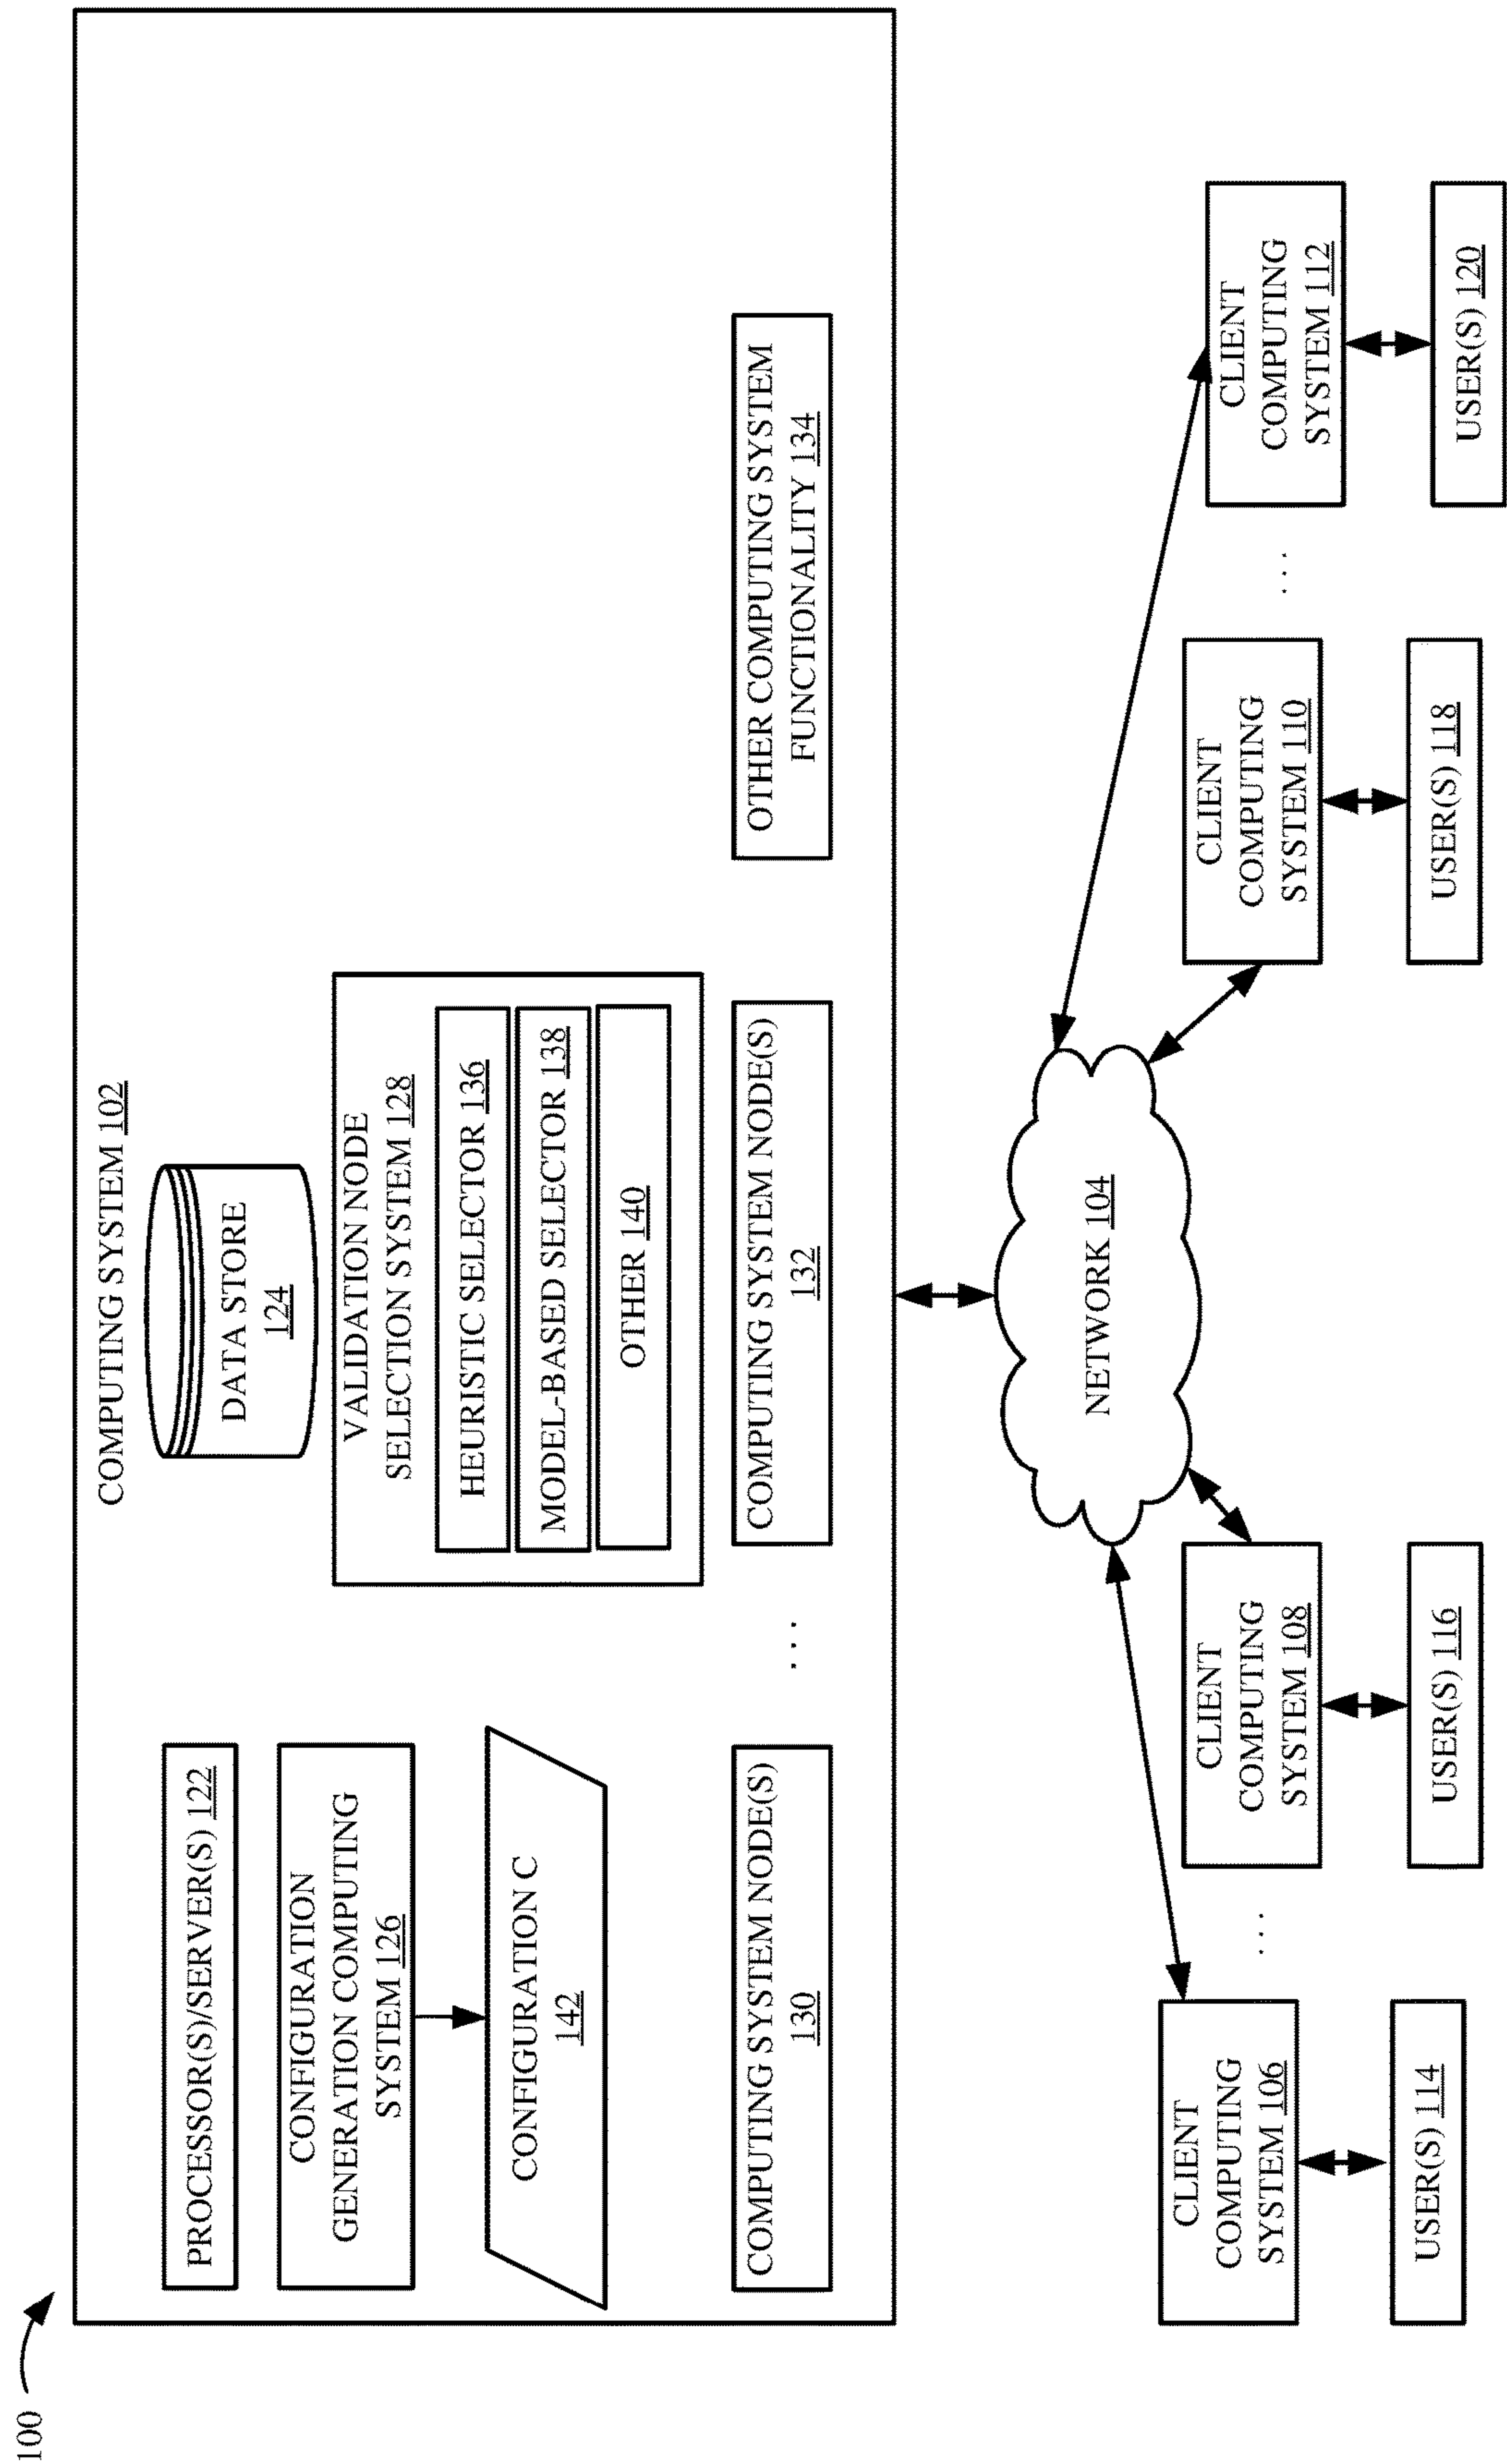 100
COMPUTING SYSTEM 102
PROCESSOR(S)/SERVER(S) 122
DATA STORE
124
CONFIGURATION
GENERATION COMPUTING
SYSTEM 126
CONFIGURATION C
142
VALIDATION NODE
SELECTION SYSTEM 128
HEURISTIC SELECTOR 136
MODEL-BASED SELECTOR 138
OTHER 140
COMPUTING SYSTEM NODE(S)
130
. . .
COMPUTING SYSTEM NODE(S)
132
OTHER COMPUTING SYSTEM
FUNCTIONALITY 134
NETWORK 104
CLIENT
COMPUTING
SYSTEM 106
. . .
CLIENT
COMPUTING
SYSTEM 108
CLIENT
COMPUTING
SYSTEM 110
. . .
CLIENT
COMPUTING
SYSTEM 112
USER(S) 114
USER(S) 116
USER(S) 118
USER(S) 120